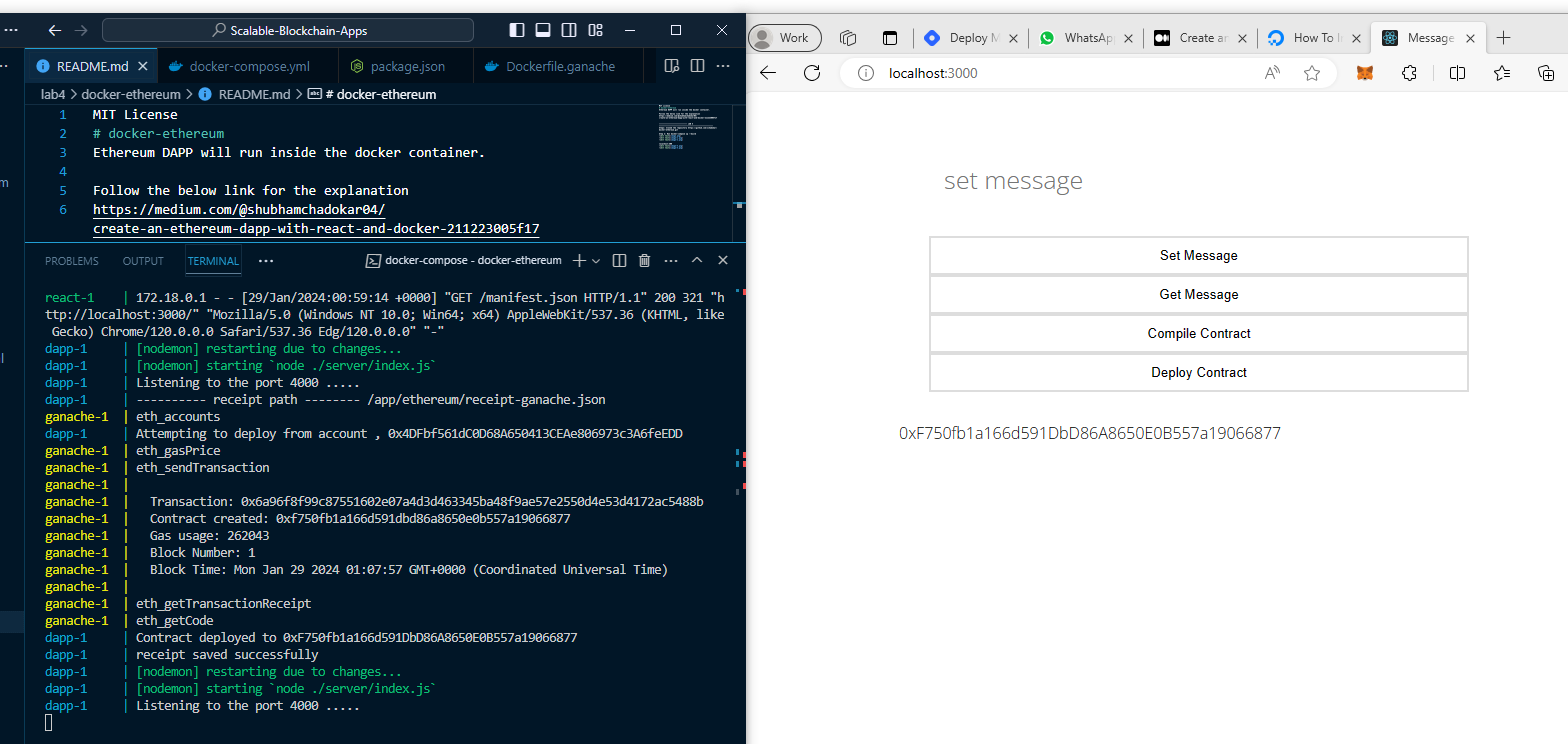 Scalable-Blockchain-Apps
README.md
docker-compose.yml
package.json
Dockerfile.ganache
lab4 > docker-ethereum > README.md > # docker-ethereum
1 MIT License
2 # docker-ethereum
3 Ethereum DAPP will run inside the docker container.
4
5 Follow the below link for the explanation
6 https://medium.com/@shubhamchadokar04/
create-an-ethereum-dapp-with-react-and-docker-211223005f17
PROBLEMS OUTPUT TERMINAL ... docker-compose - docker-ethereum
react-1 | 172.18.0.1 - - [29/Jan/2024:00:59:14 +0000] "GET /manifest.json HTTP/1.1" 200 321 "h
ttp://localhost:3000/" "Mozilla/5.0 (Windows NT 10.0; Win64; x64) AppleWebKit/537.36 (KHTML, like
Gecko) Chrome/120.0.0.0 Safari/537.36 Edg/120.0.0.0" "-"
dapp-1 | [nodemon] restarting due to changes...
dapp-1 | [nodemon] starting `node ./server/index.js`
dapp-1 | Listening to the port 4000 .....
dapp-1 | ---------- receipt path -------- /app/ethereum/receipt-ganache.json
ganache-1 | eth_accounts
dapp-1 | Attempting to deploy from account , 0x4DFbf561dC0D68A650413CEAe806973c3A6feEDD
ganache-1 | eth_gasPrice
ganache-1 | eth_sendTransaction
ganache-1 |
ganache-1 | Transaction: 0x6a96f8f99c87551602e07a4d3d463345ba48f9ae57e2550d4e53d4172ac5488b
ganache-1 | Contract created: 0xf750fb1a166d591dbd86a8650e0b557a19066877
ganache-1 | Gas usage: 262043
ganache-1 | Block Number: 1
ganache-1 | Block Time: Mon Jan 29 2024 01:07:57 GMT+0000 (Coordinated Universal Time)
ganache-1 |
ganache-1 | eth_getTransactionReceipt
ganache-1 | eth_getCode
dapp-1 | Contract deployed to 0xF750fb1a166d591DbD86A8650E0B557a19066877
dapp-1 | receipt saved successfully
dapp-1 | [nodemon] restarting due to changes...
dapp-1 | [nodemon] starting `node ./server/index.js`
dapp-1 | Listening to the port 4000 .....
Work
Deploy M
WhatsAp
Create an
How To I
Message
localhost:3000
set message
Set Message
Get Message
Compile Contract
Deploy Contract
0xF750fb1a166d591DbD86A8650E0B557a19066877